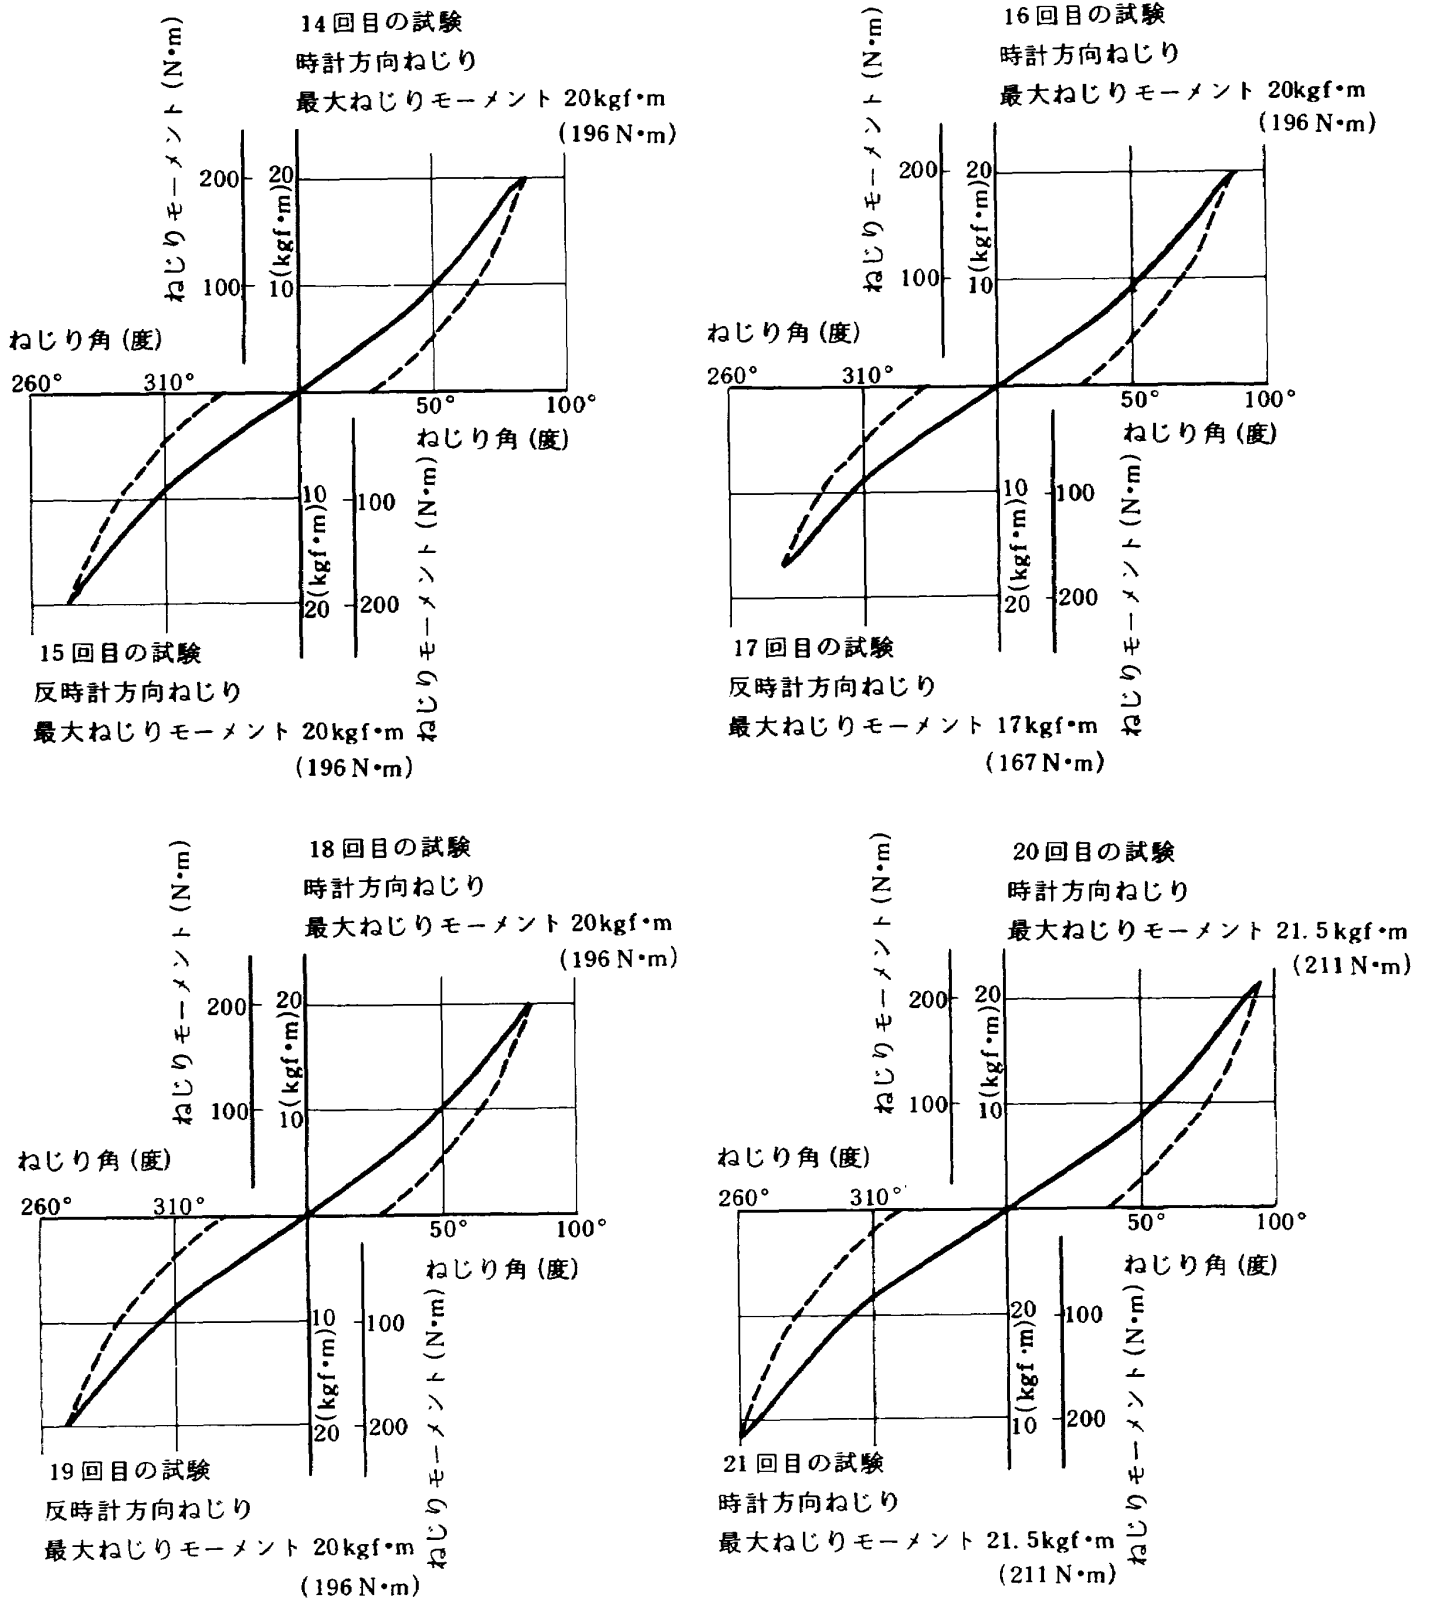 14回目の試験
時計方向ねじり
最大ねじりモーメント 20kgf・m
(196 N・m)
ねじりモーメント (N・m)
200
100
20
(kgf・m)
10
ねじり角 (度)
260°
310°
50°
100°
ねじり角 (度)
10
(kgf・m)
20
100
200
ねじりモーメント (N・m)
15回目の試験
反時計方向ねじり
最大ねじりモーメント 20kgf・m
(196 N・m)
16回目の試験
時計方向ねじり
最大ねじりモーメント 20kgf・m
(196 N・m)
ねじりモーメント (N・m)
200
100
20
(kgf・m)
10
ねじり角 (度)
260°
310°
50°
100°
ねじり角 (度)
10
(kgf・m)
20
100
200
ねじりモーメント (N・m)
17回目の試験
反時計方向ねじり
最大ねじりモーメント 17kgf・m
(167 N・m)
18回目の試験
時計方向ねじり
最大ねじりモーメント 20kgf・m
(196 N・m)
ねじりモーメント (N・m)
200
100
20
(kgf・m)
10
ねじり角 (度)
260°
310°
50°
100°
ねじり角 (度)
10
(kgf・m)
20
100
200
ねじりモーメント (N・m)
19回目の試験
反時計方向ねじり
最大ねじりモーメント 20kgf・m
(196 N・m)
20回目の試験
時計方向ねじり
最大ねじりモーメント 21.5kgf・m
(211 N・m)
ねじりモーメント (N・m)
200
100
20
(kgf・m)
10
ねじり角 (度)
260°
310°
50°
100°
ねじり角 (度)
20
(kgf・m)
10
100
200
ねじりモーメント (N・m)
21回目の試験
時計方向ねじり
最大ねじりモーメント 21.5kgf・m
(211 N・m)